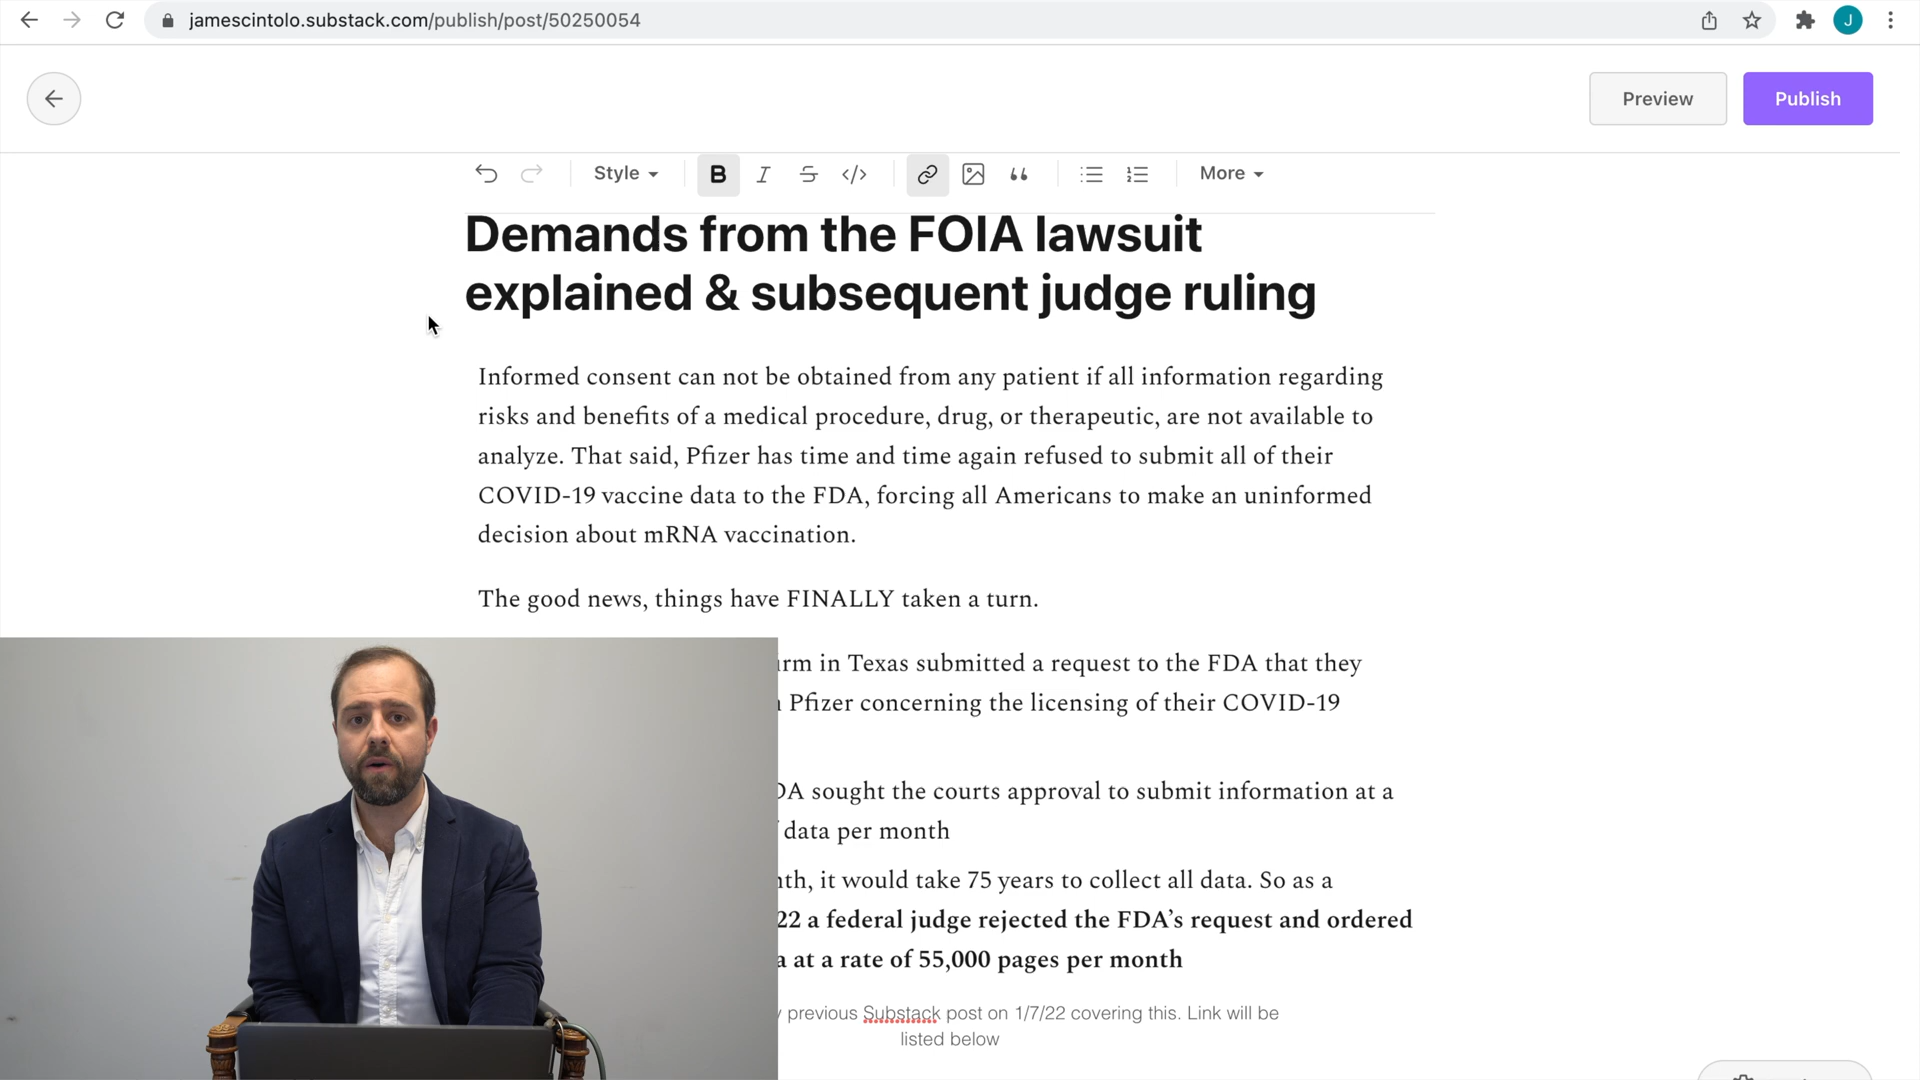 jamescintolo.substack.com/publish/post/50250054
J
Preview
Publish
Style
B
I
S
</>
More
Demands from the FOIA lawsuit
explained & subsequent judge ruling
Informed consent can not be obtained from any patient if all information regarding
risks and benefits of a medical procedure, drug, or therapeutic, are not available to
analyze. That said, Pfizer has time and time again refused to submit all of their
COVID-19 vaccine data to the FDA, forcing all Americans to make an uninformed
decision about mRNA vaccination.
The good news, things have FINALLY taken a turn.
irm in Texas submitted a request to the FDA that they
Pfizer concerning the licensing of their COVID-19
DA sought the courts approval to submit information at a
data per month
nth, it would take 75 years to collect all data. So as a
22 a federal judge rejected the FDA’s request and ordered
a at a rate of 55,000 pages per month
previous Substack post on 1/7/22 covering this. Link will be
listed below